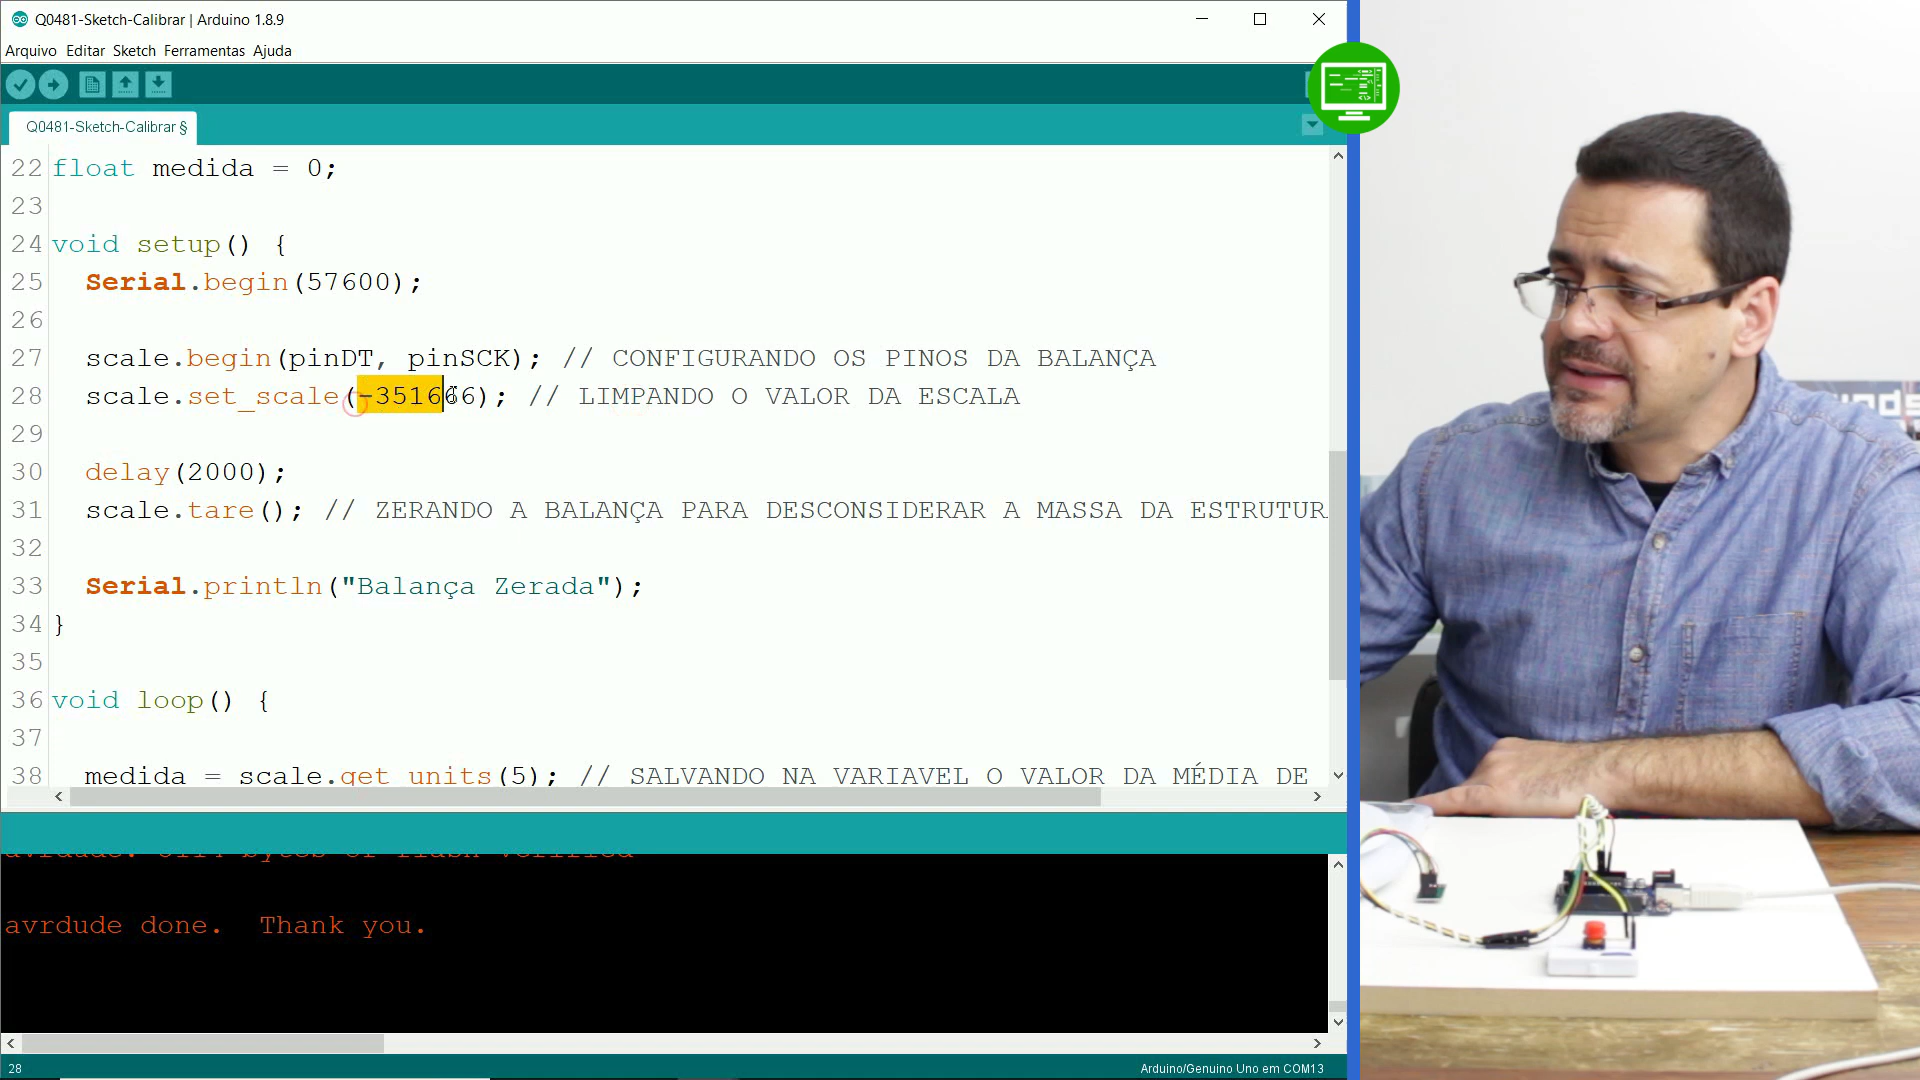 Q0481-Sketch-Calibrar | Arduino 1.8.9
Arquivo Editar Sketch Ferramentas Ajuda
Q0481-Sketch-Calibrar §
22 float medida = 0;
23
24 void setup() {
25 Serial.begin(57600);
26
27 scale.begin(pinDT, pinSCK); // CONFIGURANDO OS PINOS DA BALANÇA
28 scale.set_scale(-351666); // LIMPANDO O VALOR DA ESCALA
29
30 delay(2000);
31 scale.tare(); // ZERANDO A BALANÇA PARA DESCONSIDERAR A MASSA DA ESTRUTUR
32
33 Serial.println("Balança Zerada");
34 }
35
36 void loop() {
37
38 medida = scale.get_units(5); // SALVANDO NA VARIAVEL O VALOR DA MÉDIA DE
avrdude done. Thank you.
28
Arduino/Genuino Uno em COM13